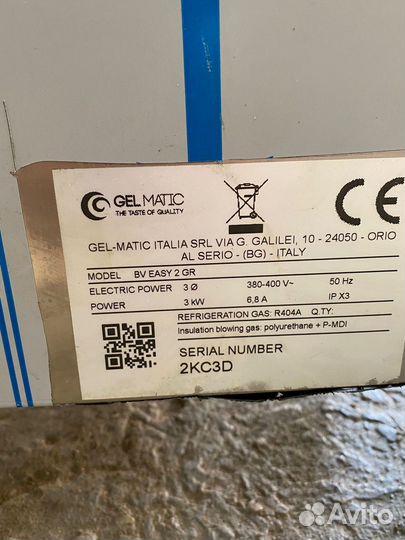 GEL MATIC
THE TASTE OF QUALITY
CE
GEL-MATIC ITALIA SRL VIA G. GALILEI, 10 - 24050 - ORIO
AL SERIO - (BG) - ITALY
MODEL BV EASY 2 GR
ELECTRIC POWER 3 Ø 380-400 V~ 50 Hz
POWER 3 kW 6,8 A IP X3
REFRIGERATION GAS: R404A Q.TY:
Insulation blowing gas: polyurethane + P-MDI
SERIAL NUMBER
2KC3D
Avito